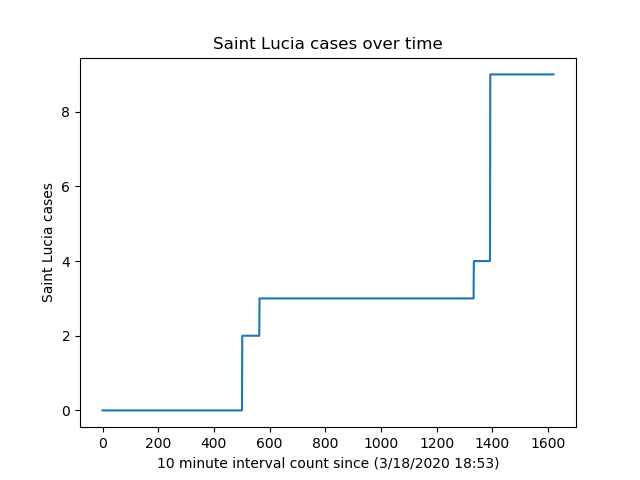 Saint Lucia cases over time
Saint Lucia cases
8
6
4
2
0
0 200 400 600 800 1000 1200 1400 1600
10 minute interval count since (3/18/2020 18:53)